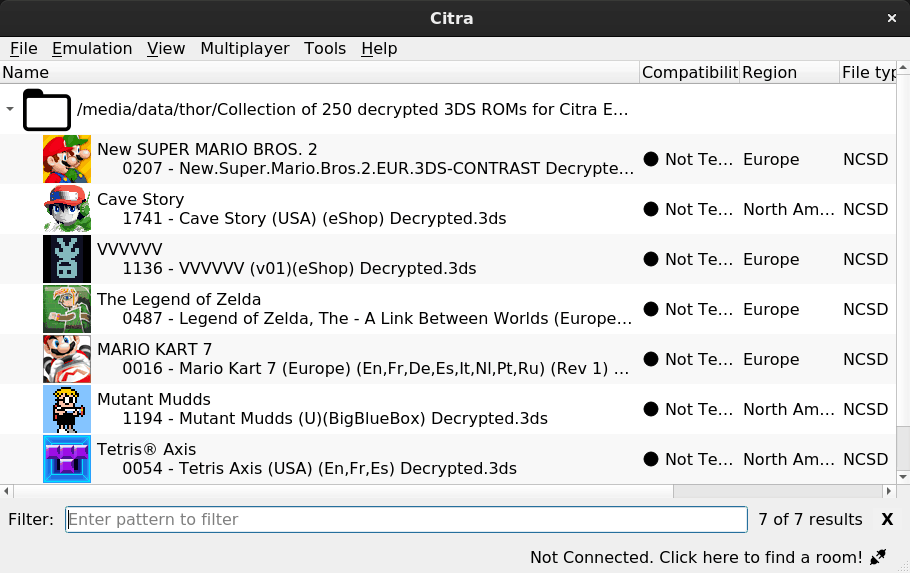 Citra
File Emulation View Multiplayer Tools Help
Name Compatibilit Region File typ
/media/data/thor/Collection of 250 decrypted 3DS ROMs for Citra E...
New SUPER MARIO BROS. 2
0207 - New.Super.Mario.Bros.2.EUR.3DS-CONTRAST Decrypte... Not Te... Europe NCSD
Cave Story
1741 - Cave Story (USA) (eShop) Decrypted.3ds Not Te... North Am... NCSD
VVVVVV
1136 - VVVVVV (v01)(eShop) Decrypted.3ds Not Te... Europe NCSD
The Legend of Zelda
0487 - Legend of Zelda, The - A Link Between Worlds (Europe... Not Te... Europe NCSD
MARIO KART 7
0016 - Mario Kart 7 (Europe) (En,Fr,De,Es,It,Nl,Pt,Ru) (Rev 1) ... Not Te... Europe NCSD
Mutant Mudds
1194 - Mutant Mudds (U)(BigBlueBox) Decrypted.3ds Not Te... North Am... NCSD
Tetris® Axis
0054 - Tetris Axis (USA) (En,Fr,Es) Decrypted.3ds Not Te... North Am... NCSD
Filter: Enter pattern to filter 7 of 7 results X
Not Connected. Click here to find a room!